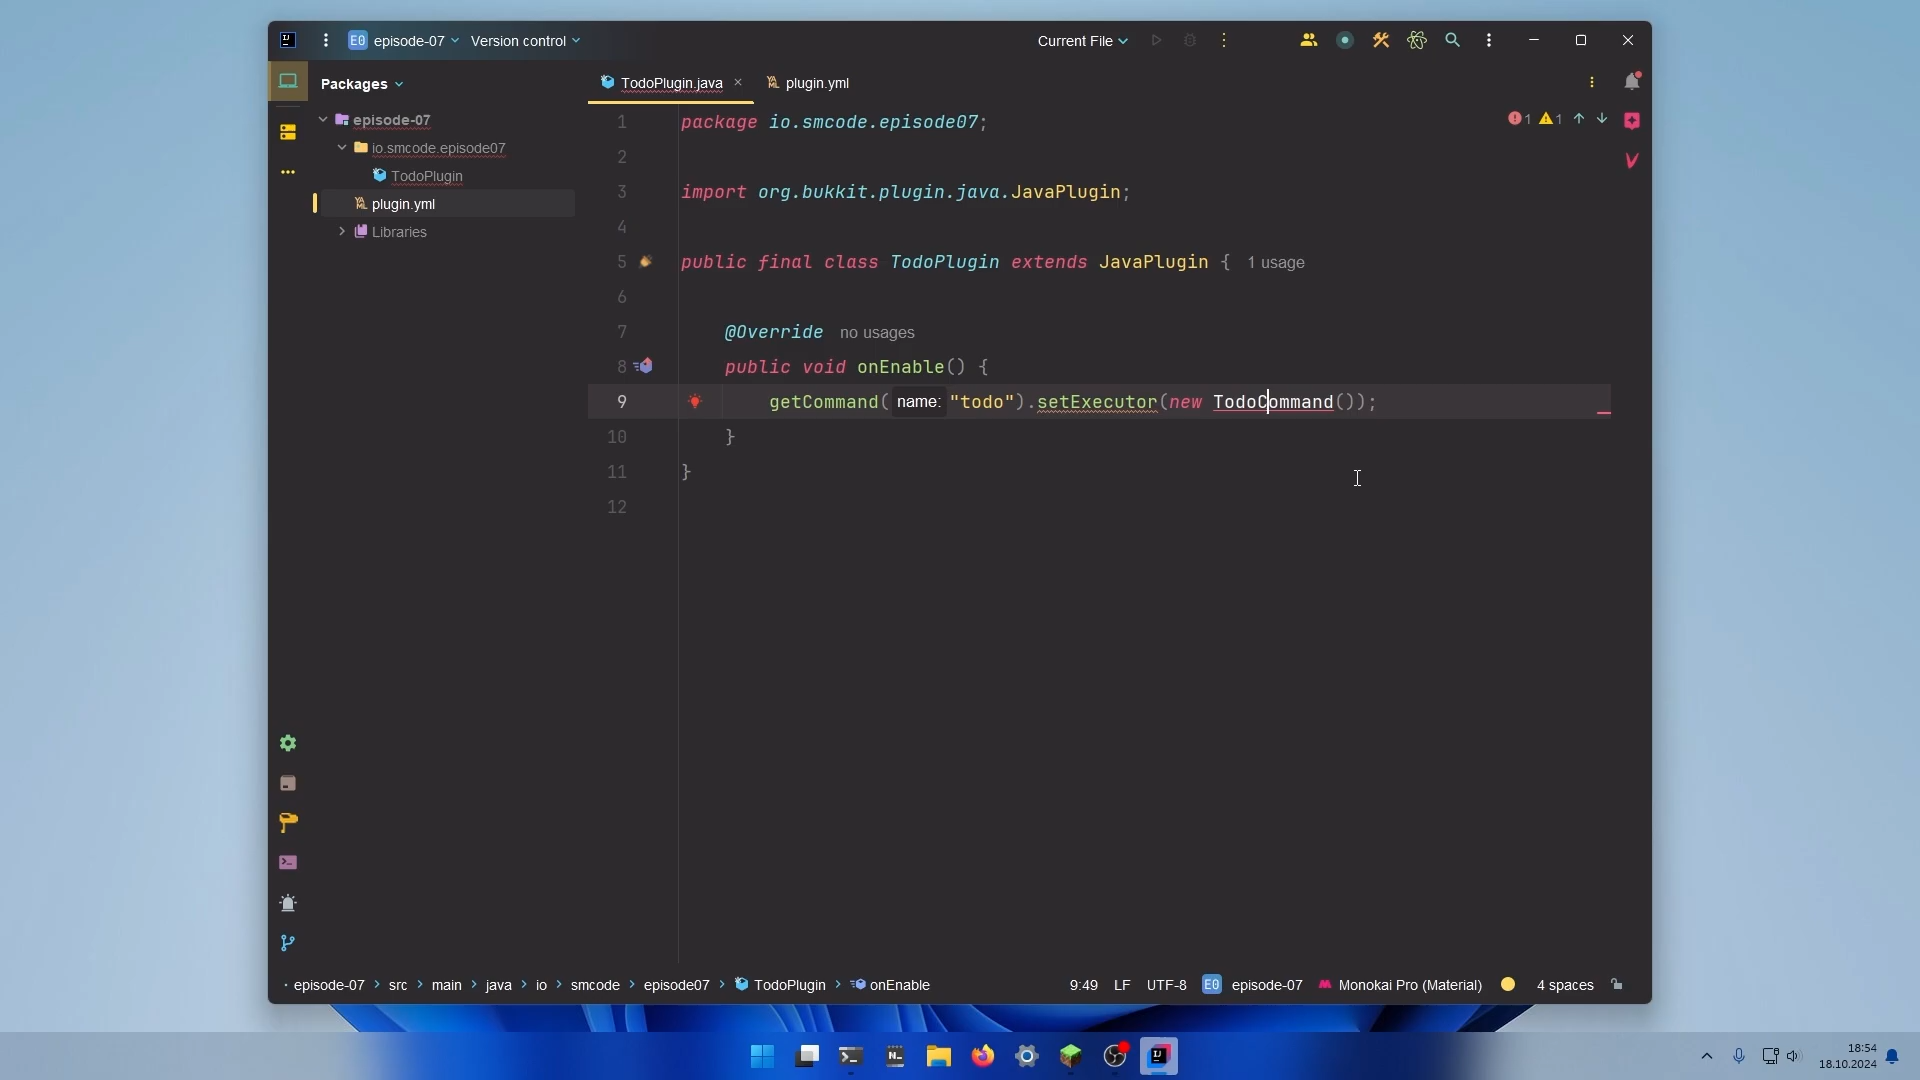 episode-07 Version control Current File
E0
Packages
TodoPlugin.java plugin.yml
episode-07
io.smcode.episode07
TodoPlugin
plugin.yml
Libraries
1 package io.smcode.episode07;
2
3 import org.bukkit.plugin.java.JavaPlugin;
4
5 public final class TodoPlugin extends JavaPlugin { 1 usage
6
7 @Override no usages
8 public void onEnable() {
9 getCommand( name: "todo").setExecutor(new TodoCommand());
10 }
11 }
12
1 1
episode-07 src main java io smcode episode07 TodoPlugin onEnable 9:49 LF UTF-8 E0 episode-07 Monokai Pro (Material) 4 spaces
18:54
18.10.2024